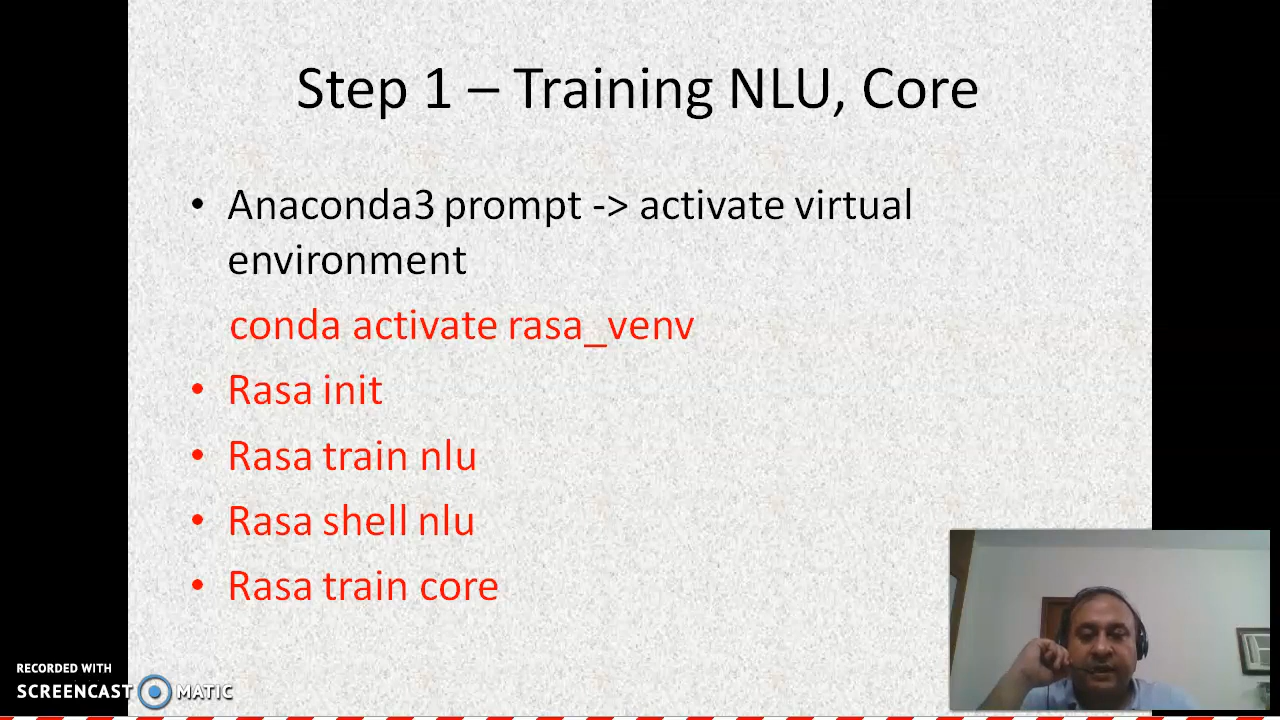 Step 1 – Training NLU, Core
• Anaconda3 prompt -> activate virtual
environment
conda activate rasa_venv
• Rasa init
• Rasa train nlu
• Rasa shell nlu
• Rasa train core
RECORDED WITH
SCREENCAST MATIC